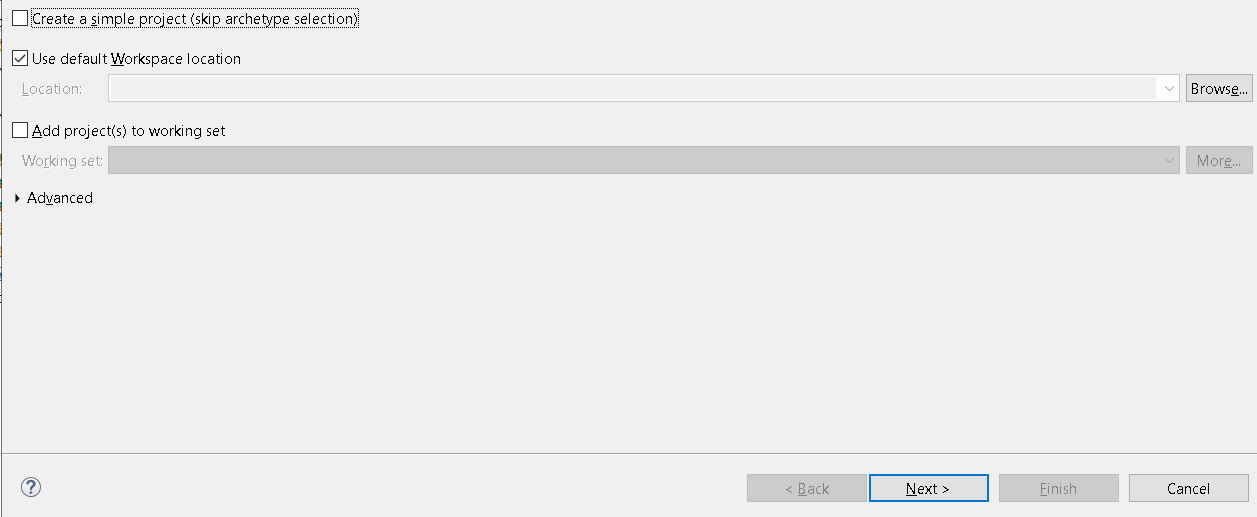 Create a simple project (skip archetype selection)
Use default Workspace location
Location:
Browse...
Add project(s) to working set
Working set:
More...
Advanced
?
< Back
Next >
Finish
Cancel